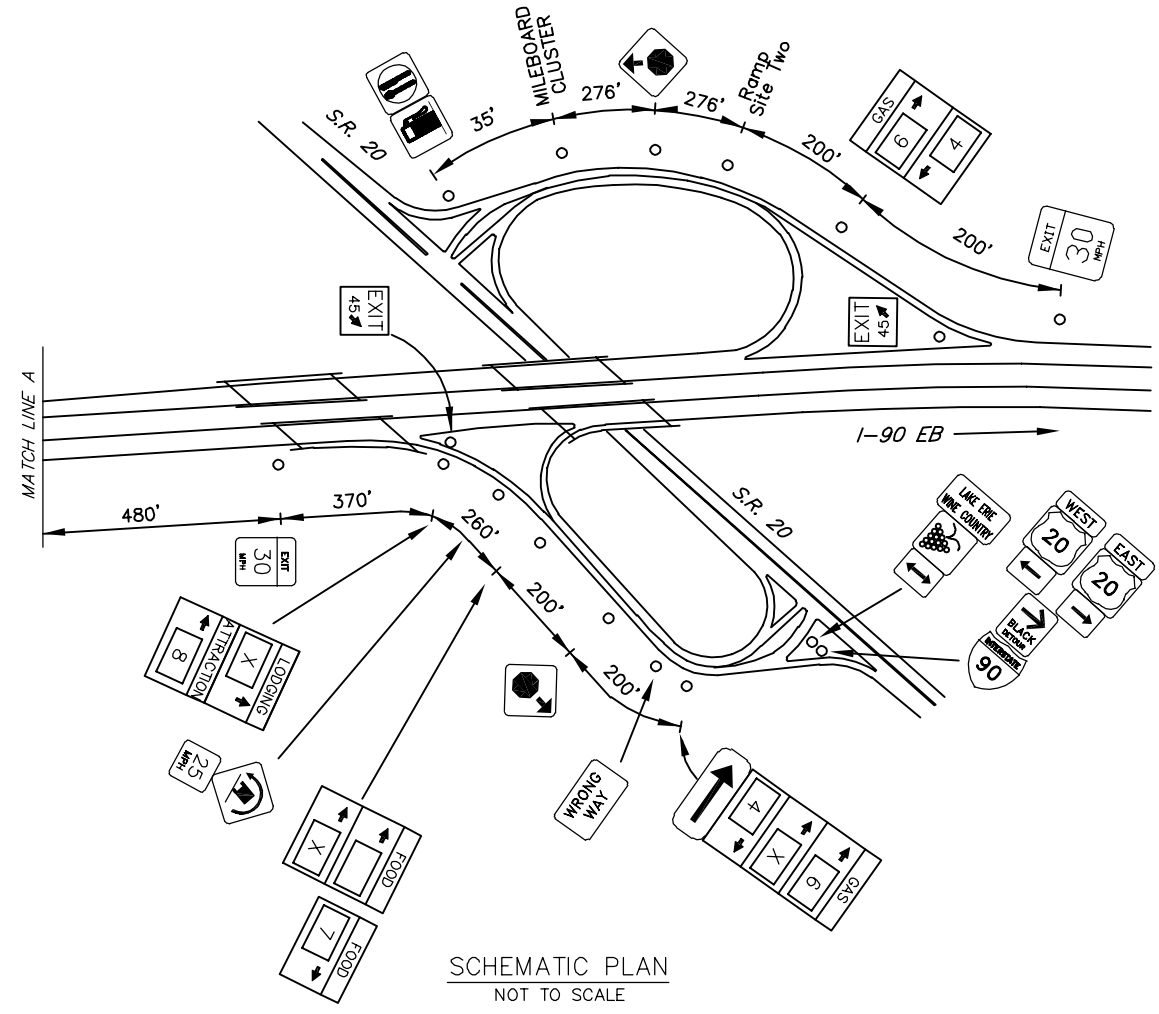 MILEBOARD
CLUSTER
276'
276'
Ramp
Site Two
35'
S.R. 20
200'
GAS
6
4
200'
EXIT
30
MPH
EXIT
45
EXIT
45
MATCH LINE A
I-90 EB
480'
370'
260'
200'
200'
S.R. 20
EXIT
30
MPH
LAKE ERIE
WINE COUNTRY
WEST
20
EAST
20
BLACK
DETOUR
INTERSTATE
90
LODGING
X
ATTRACTION
8
25
MPH
FOOD
X
FOOD
7
WRONG
WAY
GAS
6
X
4
SCHEMATIC PLAN
NOT TO SCALE